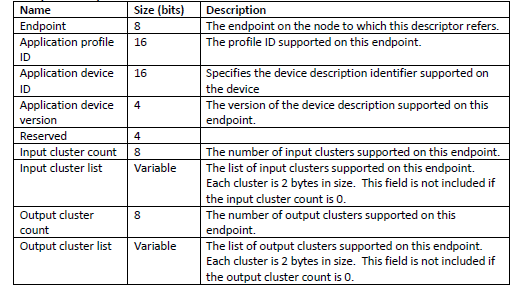 Name Size (bits) Description
Endpoint 8 The endpoint on the node to which this descriptor refers.
Application profile 16 The profile ID supported on this endpoint.
ID
Application device 16 Specifies the device description identifier supported on
ID the device
Application device 4 The version of the device description supported on this
version endpoint.
Reserved 4
Input cluster count 8 The number of input clusters supported on this endpoint.
Input cluster list Variable The list of input clusters supported on this endpoint.
Each cluster is 2 bytes in size. This field is not included if
the input cluster count is 0.
Output cluster 8 The number of output clusters supported on this
count endpoint.
Output cluster list Variable The list of output clusters supported on this endpoint.
Each cluster is 2 bytes in size. This field is not included if
the output cluster count is 0.